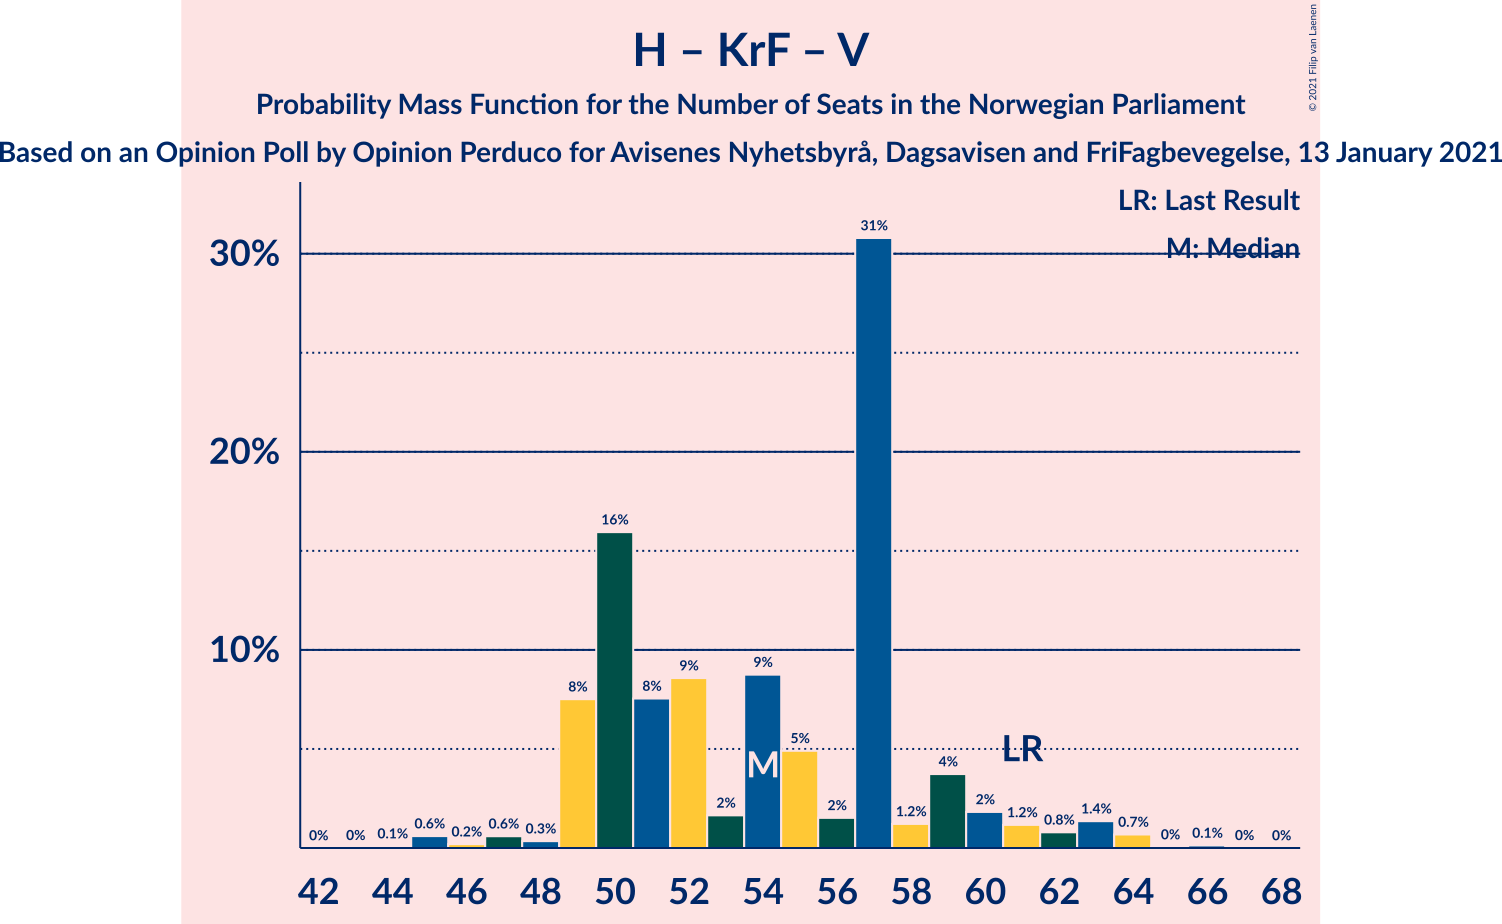 H – KrF – V
Probability Mass Function for the Number of Seats in the Norwegian Parliament
Based on an Opinion Poll by Opinion Perduco for Avisenes Nyhetsbyrå, Dagsavisen and FriFagbevegelse, 13 January 2021
© 2021 Filip van Laenen
LR: Last Result
M: Median
30%
20%
10%
0% 0% 0.1% 0.6% 0.2% 0.6% 0.3% 8% 16% 8% 9% 2% 9% 5% 2% 31% 1.2% 4% 2% 1.2% 0.8% 1.4% 0.7% 0% 0.1% 0% 0%
M
LR
42 44 46 48 50 52 54 56 58 60 62 64 66 68